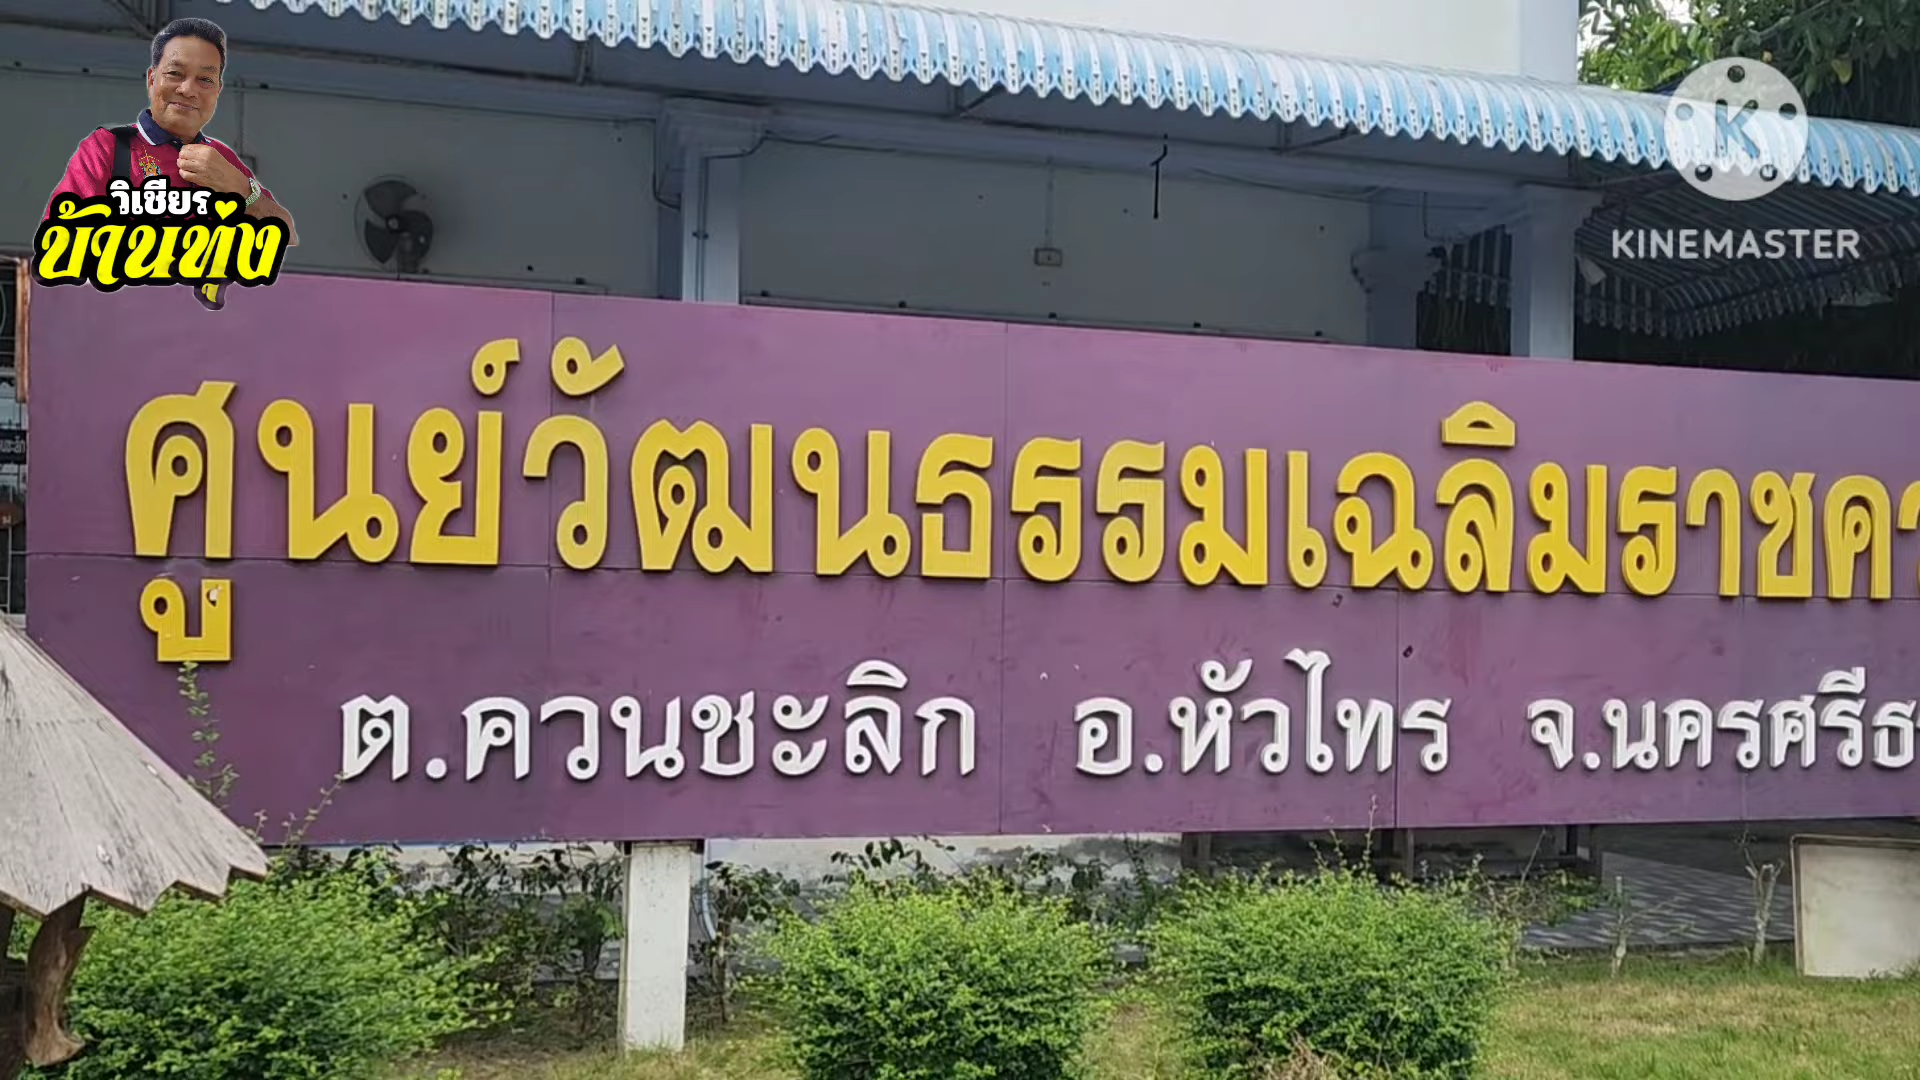 วิเชียร
บ้านทุ่ง
K
KINEMASTER
ศูนย์วัฒนธรรมเฉลิมราชค
ต.ควนชะลิก อ.หัวไทร จ.นครศรีธ